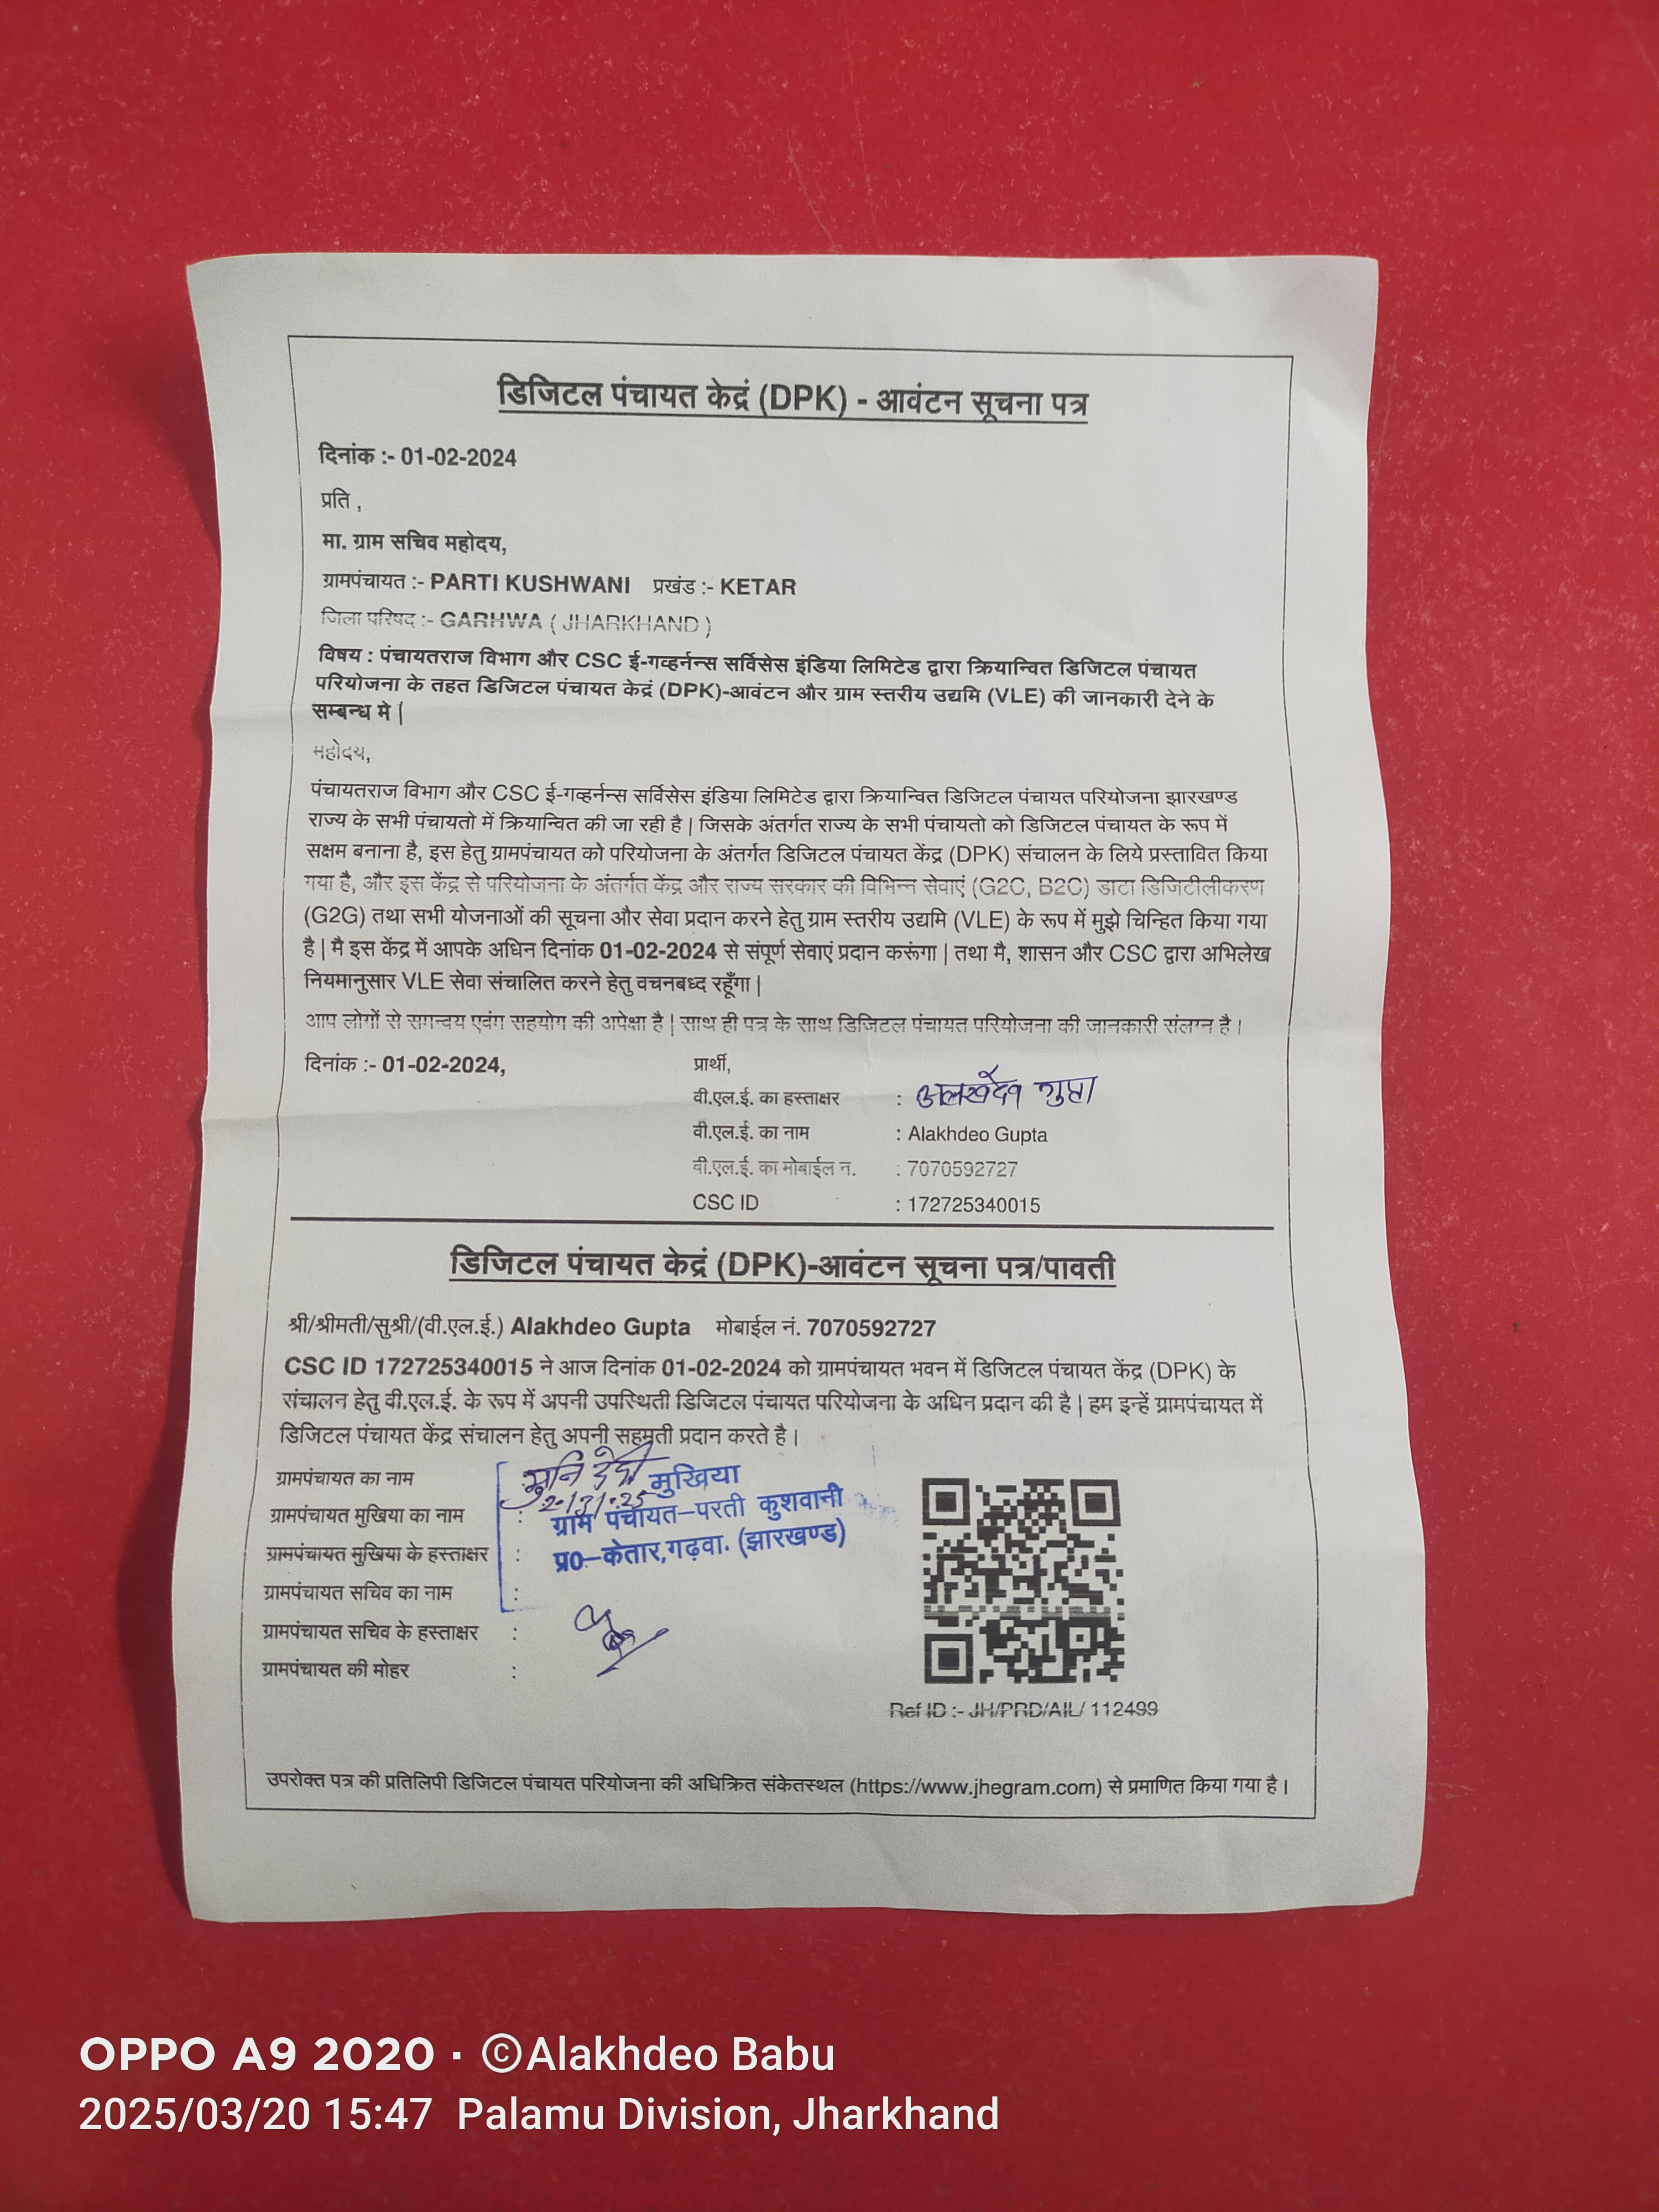 डिजिटल पंचायत केद्रं (DPK) - आवंटन सूचना पत्र
दिनांक :- 01-02-2024
प्रति ,
मा. ग्राम सचिव महोदय,
ग्रामपंचायत :- PARTI KUSHWANI प्रखंड :- KETAR
जिला परिषद :- GARHWA ( JHARKHAND )
विषय : पंचायतराज विभाग और CSC ई-गव्हर्नन्स सर्विसेस इंडिया लिमिटेड द्वारा क्रियान्वित डिजिटल पंचायत
परियोजना के तहत डिजिटल पंचायत केद्रं (DPK)-आवंटन और ग्राम स्तरीय उद्यमि (VLE) की जानकारी देने के
सम्बन्ध मे |
महोदय,
पंचायतराज विभाग और CSC ई-गव्हर्नन्स सर्विसेस इंडिया लिमिटेड द्वारा क्रियान्वित डिजिटल पंचायत परियोजना झारखण्ड
राज्य के सभी पंचायतो में क्रियान्वित की जा रही है | जिसके अंतर्गत राज्य के सभी पंचायतो को डिजिटल पंचायत के रूप में
सक्षम बनाना है, इस हेतु ग्रामपंचायत को परियोजना के अंतर्गत डिजिटल पंचायत केंद्र (DPK) संचालन के लिये प्रस्तावित किया
गया है, और इस केंद्र से परियोजना के अंतर्गत केंद्र और राज्य सरकार की विभिन्न सेवाएं (G2C, B2C) डाटा डिजिटीलीकरण
(G2G) तथा सभी योजनाओं की सूचना और सेवा प्रदान करने हेतु ग्राम स्तरीय उद्यमि (VLE) के रूप में मुझे चिन्हित किया गया
है | मै इस केंद्र में आपके अधिन दिनांक 01-02-2024 से संपूर्ण सेवाएं प्रदान करूंगा | तथा मै, शासन और CSC द्वारा अभिलेख
नियमानुसार VLE सेवा संचालित करने हेतु वचनबध्द रहूँगा |
आप लोगों से समन्वय एवंग सहयोग की अपेक्षा है | साथ ही पत्र के साथ डिजिटल पंचायत परियोजना की जानकारी संलग्न है |
दिनांक :- 01-02-2024, प्रार्थी,
वी.एल.ई. का हस्ताक्षर : अलखदेव गुप्ता
वी.एल.ई. का नाम : Alakhdeo Gupta
वी.एल.ई. का मोबाईल न. : 7070592727
CSC ID : 172725340015
डिजिटल पंचायत केद्रं (DPK)-आवंटन सूचना पत्र/पावती
श्री/श्रीमती/सुश्री/(वी.एल.ई.) Alakhdeo Gupta मोबाईल नं. 7070592727
CSC ID 172725340015 ने आज दिनांक 01-02-2024 को ग्रामपंचायत भवन में डिजिटल पंचायत केंद्र (DPK) के
संचालन हेतु वी.एल.ई. के रूप में अपनी उपस्थिती डिजिटल पंचायत परियोजना के अधिन प्रदान की है | हम इन्हें ग्रामपंचायत में
डिजिटल पंचायत केंद्र संचालन हेतु अपनी सहमती प्रदान करते है |
ग्रामपंचायत का नाम : देवी मुखिया
ग्रामपंचायत मुखिया का नाम : ग्राम पंचायत–परती कुशवानी
ग्रामपंचायत मुखिया के हस्ताक्षर : प्र0–केतार,गढ़वा. (झारखण्ड)
ग्रामपंचायत सचिव का नाम :
ग्रामपंचायत सचिव के हस्ताक्षर :
ग्रामपंचायत की मोहर :
Ref ID :- JH/PRD/AIL/ 112499
उपरोक्त पत्र की प्रतिलिपी डिजिटल पंचायत परियोजना की अधिक्रित संकेतस्थल (https://www.jhegram.com) से प्रमाणित किया गया है |
OPPO A9 2020 · ©Alakhdeo Babu
2025/03/20 15:47 Palamu Division, Jharkhand